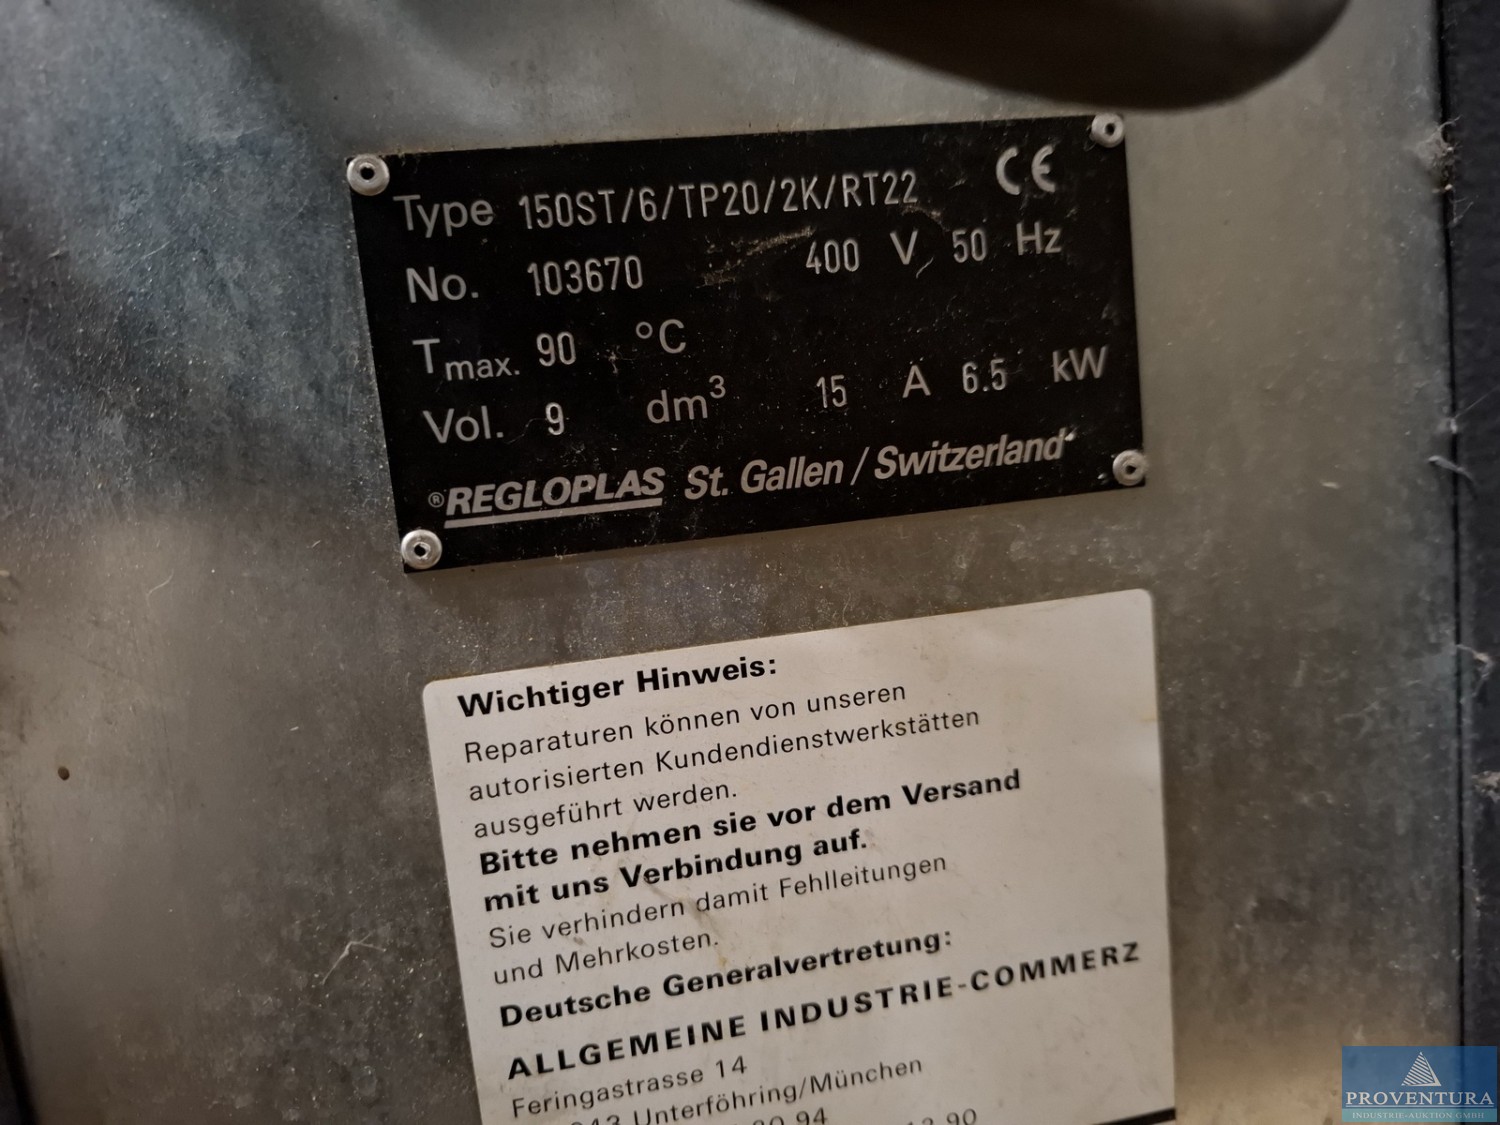 Type 150ST/6/TP20/2K/RT22 CE
No. 103670 400 V 50 Hz
Tmax. 90 °C
Vol. 9 dm³ 15 A 6.5 kW
® REGLOPLAS St. Gallen / Switzerland
Wichtiger Hinweis:
Reparaturen können von unseren
autorisierten Kundendienstwerkstätten
ausgeführt werden.
Bitte nehmen sie vor dem Versand
mit uns Verbindung auf.
Sie verhindern damit Fehlleitungen
und Mehrkosten.
Deutsche Generalvertretung:
ALLGEMEINE INDUSTRIE-COMMERZ
Feringastrasse 14
Unterföhring/München
94 90
PROVENTURA
INDUSTRIE-AUKTION GMBH